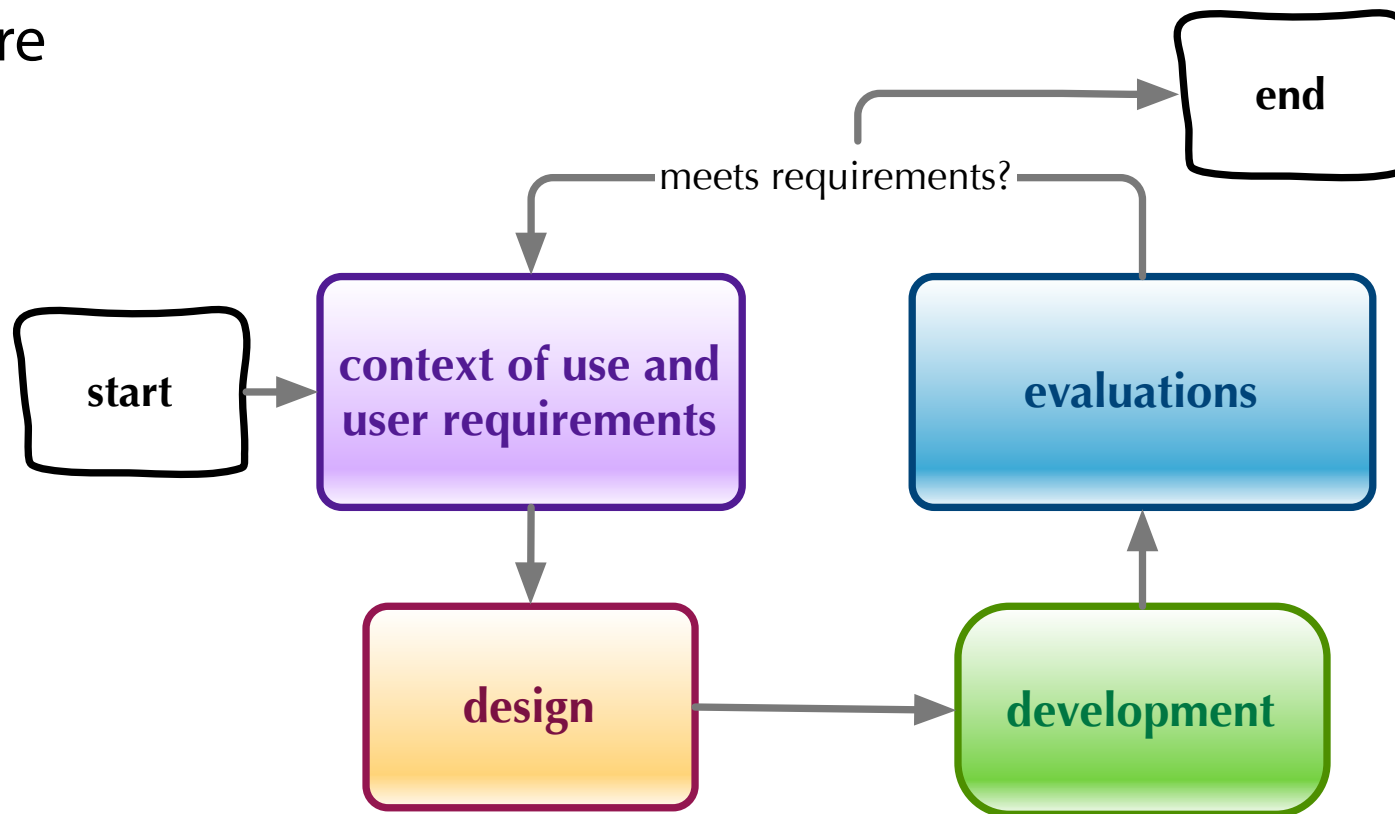 re
end
meets requirements?
start
context of use and
user requirements
evaluations
design
development